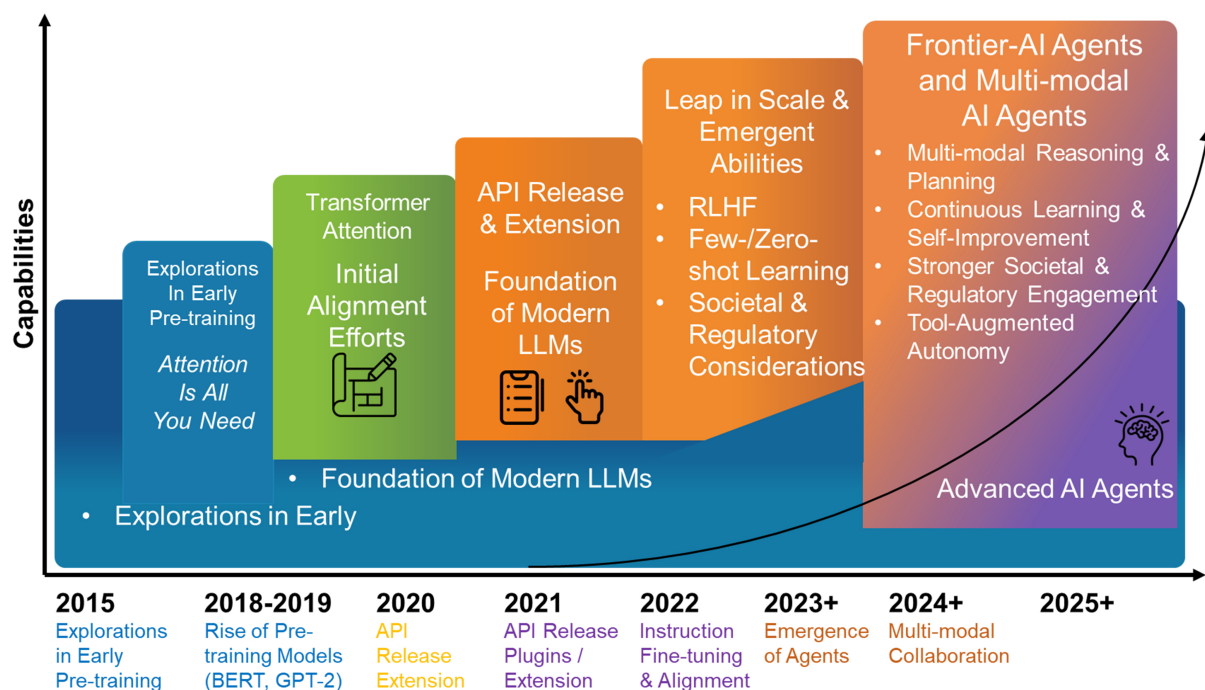 Capabilities
Explorations
In Early
Pre-training
Attention
Is All
You Need
Transformer
Attention
Initial
Alignment
Efforts
API Release
& Extension
Foundation
of Modern
LLMs
Leap in Scale &
Emergent
Abilities
• RLHF
• Few-/Zero-
shot Learning
• Societal &
Regulatory
Considerations
Frontier-AI Agents
and Multi-modal
AI Agents
• Multi-modal Reasoning &
Planning
• Continuous Learning &
Self-Improvement
• Stronger Societal &
Regulatory Engagement
• Tool-Augmented
Autonomy
Advanced AI Agents
• Foundation of Modern LLMs
• Explorations in Early
2015
Explorations
in Early
Pre-training
2018-2019
Rise of Pre-
training Models
(BERT, GPT-2)
2020
API
Release
Extension
2021
API Release
Plugins /
Extension
2022
Instruction
Fine-tuning
& Alignment
2023+
Emergence
of Agents
2024+
Multi-modal
Collaboration
2025+